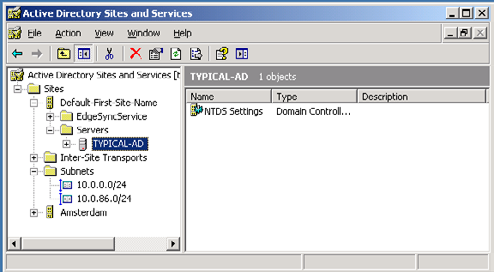 Active Directory Sites and Services
File Action View Window Help
Active Directory Sites and Services [
Sites
Default-First-Site-Name
EdgeSyncService
Servers
TYPICAL-AD
Inter-Site Transports
Subnets
10.0.0.0/24
10.0.86.0/24
Amsterdam
TYPICAL-AD 1 objects
Name Type Description
NTDS Settings Domain Controll...